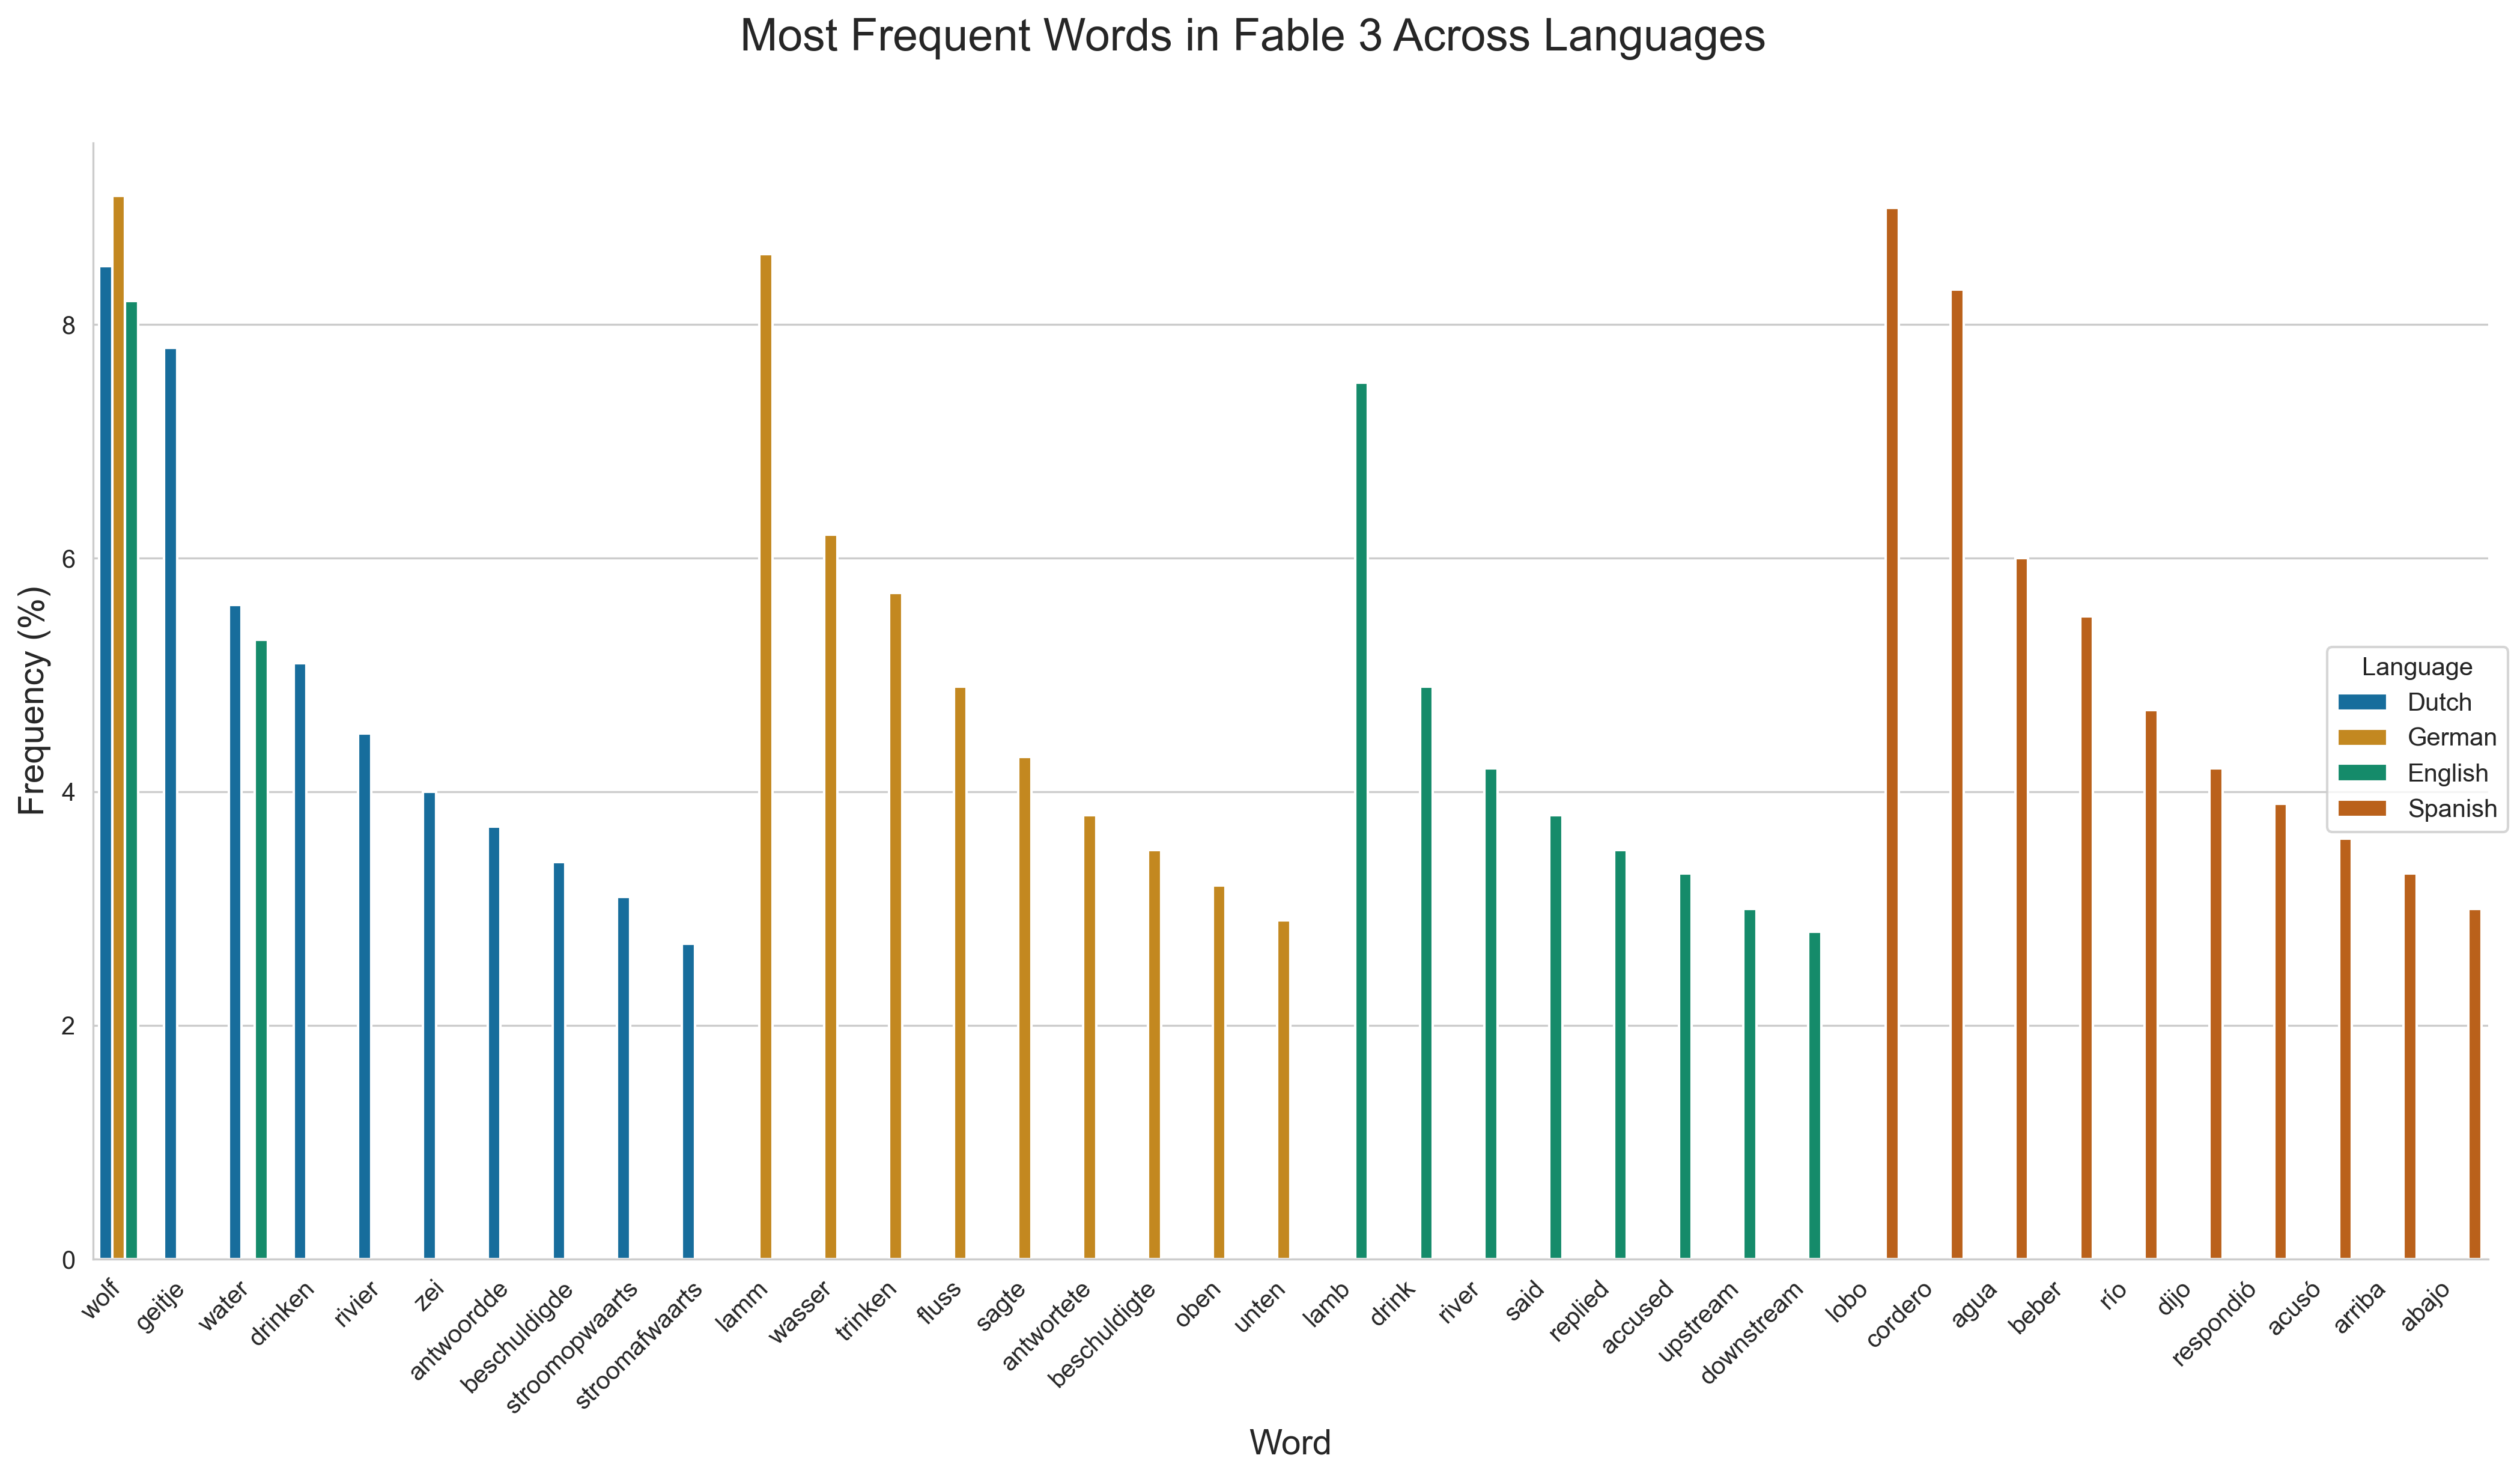 Most Frequent Words in Fable 3 Across Languages
Frequency (%)
8
6
4
2
0
Language
Dutch
German
English
Spanish
wolf
geitje
water
drinken
rivier
zei
antwoordde
beschuldigde
stroomopwaarts
stroomafwaarts
lamm
wasser
trinken
fluss
sagte
antwortete
beschuldigte
oben
unten
lamb
drink
river
said
replied
accused
upstream
downstream
lobo
cordero
agua
beber
río
dijo
respondió
acusó
arriba
abajo
Word